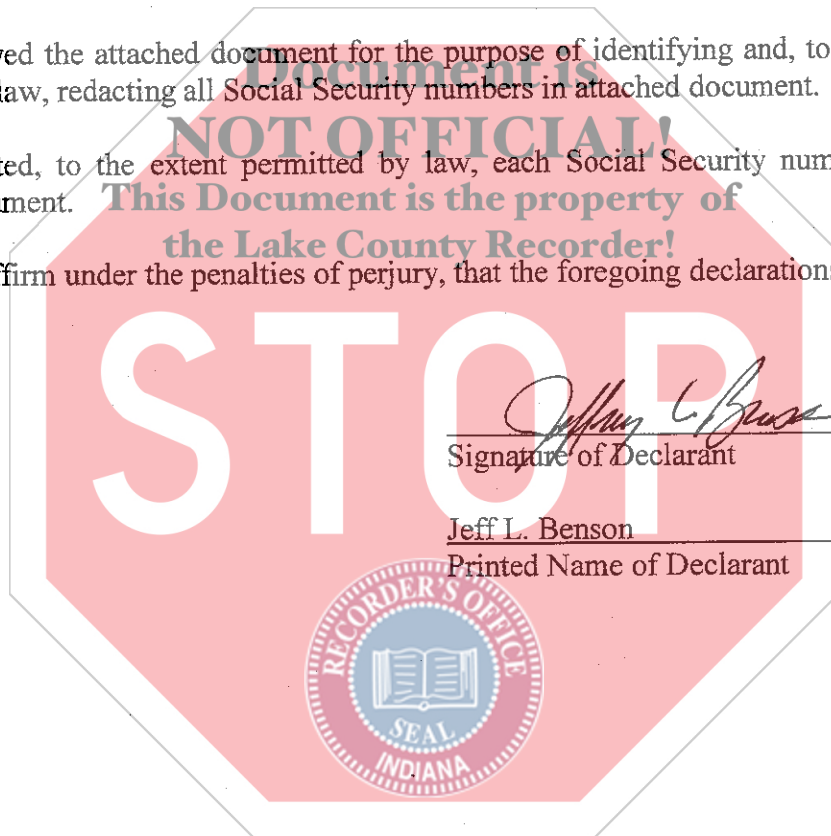 ved the attached document for the purpose of identifying and, to
Document is
law, redacting all Social Security numbers in attached document.
NOT OFFICIAL!
ted, to the extent permitted by law, each Social Security num
ment.
This Document is the property of
the Lake County Recorder!
ffirm under the penalties of perjury, that the foregoing declaration
STOP
Jeffrey L. Benson
Signature of Declarant
Jeff L. Benson
Printed Name of Declarant
RECORDER'S OFFICE
SEAL
INDIANA